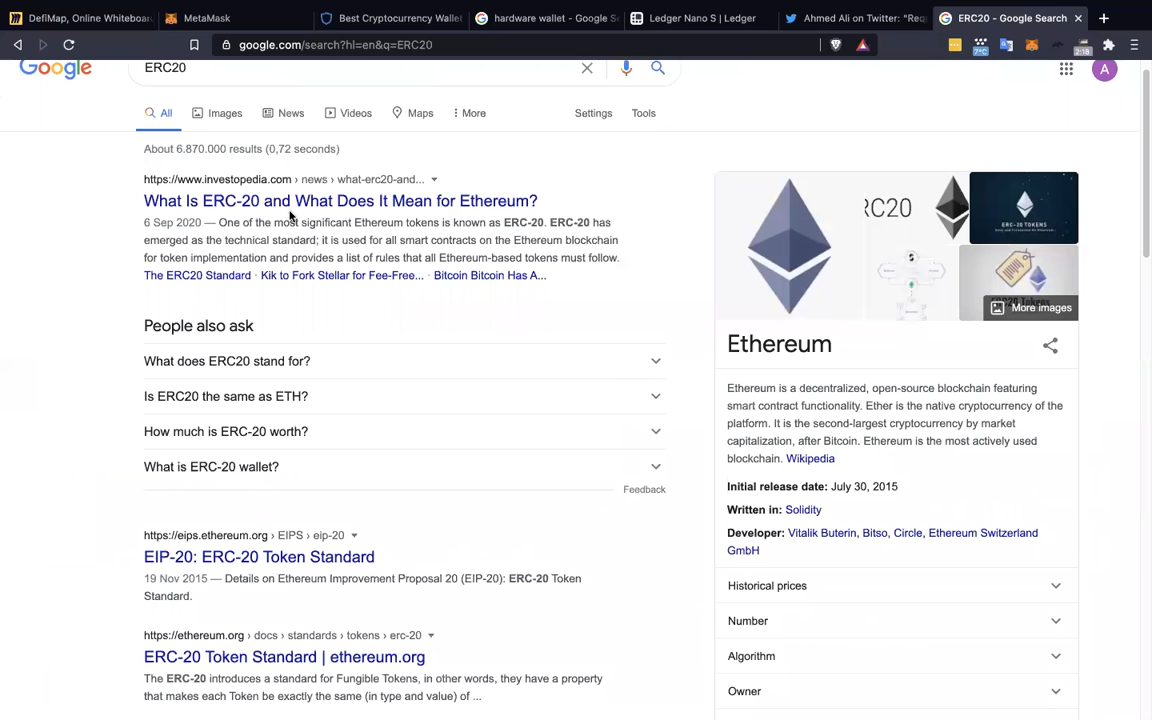 DefiMap, Online Whiteboar
MetaMask
Best Cryptocurrency Wallet
hardware wallet - Google S
Ledger Nano S | Ledger
Ahmed Ali on Twitter: "Req
ERC20 - Google Search
google.com/search?hl=en&q=ERC20
7°C
2:18
Google
ERC20
A
All
Images
News
Videos
Maps
More
Settings
Tools
About 6.870.000 results (0,72 seconds)
https://www.investopedia.com › news › what-erc20-and...
What Is ERC-20 and What Does It Mean for Ethereum?
6 Sep 2020 — One of the most significant Ethereum tokens is known as ERC-20. ERC-20 has
emerged as the technical standard; it is used for all smart contracts on the Ethereum blockchain
for token implementation and provides a list of rules that all Ethereum-based tokens must follow.
The ERC20 Standard · Kik to Fork Stellar for Fee-Free... · Bitcoin Bitcoin Has A...
People also ask
What does ERC20 stand for?
Is ERC20 the same as ETH?
How much is ERC-20 worth?
What is ERC-20 wallet?
Feedback
https://eips.ethereum.org › EIPS › eip-20
EIP-20: ERC-20 Token Standard
19 Nov 2015 — Details on Ethereum Improvement Proposal 20 (EIP-20): ERC-20 Token
Standard.
https://ethereum.org › docs › standards › tokens › erc-20
ERC-20 Token Standard | ethereum.org
The ERC-20 introduces a standard for Fungible Tokens, in other words, they have a property
that makes each Token be exactly the same (in type and value) of ...
RC20
ERC-20 TOKENS
More images
Ethereum
Ethereum is a decentralized, open-source blockchain featuring
smart contract functionality. Ether is the native cryptocurrency of the
platform. It is the second-largest cryptocurrency by market
capitalization, after Bitcoin. Ethereum is the most actively used
blockchain. Wikipedia
Initial release date: July 30, 2015
Written in: Solidity
Developer: Vitalik Buterin, Bitso, Circle, Ethereum Switzerland
GmbH
Historical prices
Number
Algorithm
Owner